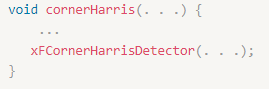 void cornerHarris(. . .) {
...
xFCornerHarrisDetector(. . .);
}